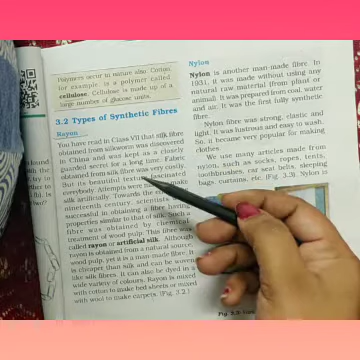 Polymers occur in nature also. Cotton,
for example, is a polymer called
cellulose. Cellulose is made up of a
large number of glucose units.
3.2 Types of Synthetic Fibres
Rayon
You have read in Class VII that silk fibre
obtained from silkworm was discovered
in China and was kept as a closely
guarded secret for a long time. Fabric
obtained from silk fibre was very costly.
But its beautiful texture fascinated
everybody. Attempts were made to make
silk artificially. Towards the
nineteenth century, scientists
successful in obtaining a fibre having
properties similar to that of silk. Such a
fibre was obtained by chemical
treatment of wood pulp. This fibre was
called rayon or artificial silk. Although
rayon is obtained from a natural source,
wood pulp, yet it is a man-made fibre. It
is cheaper than silk and can be woven
like silk fibres. It can also be dyed in a
wide variety of colours. Rayon is mixed
with cotton to make bed sheets or mixed
with wool to make carpets. (Fig. 3.2.)
Nylon
Nylon is another man-made fibre. In
1931, it was made without using any
natural raw material (from plant or
animal). It was prepared from coal, water
and air. It was the first fully synthetic
fibre.
Nylon fibre was strong, elastic and
light. It was lustrous and easy to wash.
So, it became very popular for making
clothes.
We use many articles made from
nylon, such as socks, ropes, tents,
toothbrushes, car seat belts, sleeping
bags, curtains, etc. (Fig. 3.3). Nylon is